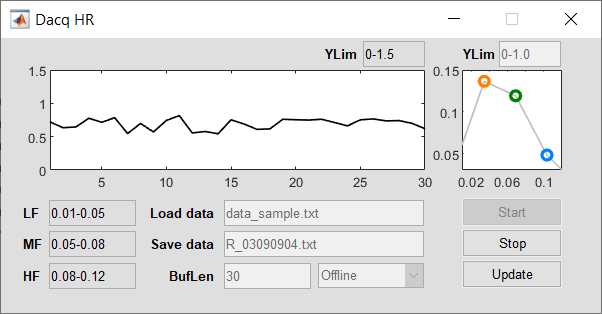 Dacq HR
YLim 0-1.5 YLim 0-1.0
1.5 0.15
1 0.1
0.5 0.05
0
5 10 15 20 25 30 0.02 0.06 0.1
LF 0.01-0.05 Load data data_sample.txt Start
MF 0.05-0.08 Save data R_03090904.txt Stop
HF 0.08-0.12 BufLen 30 Offline Update